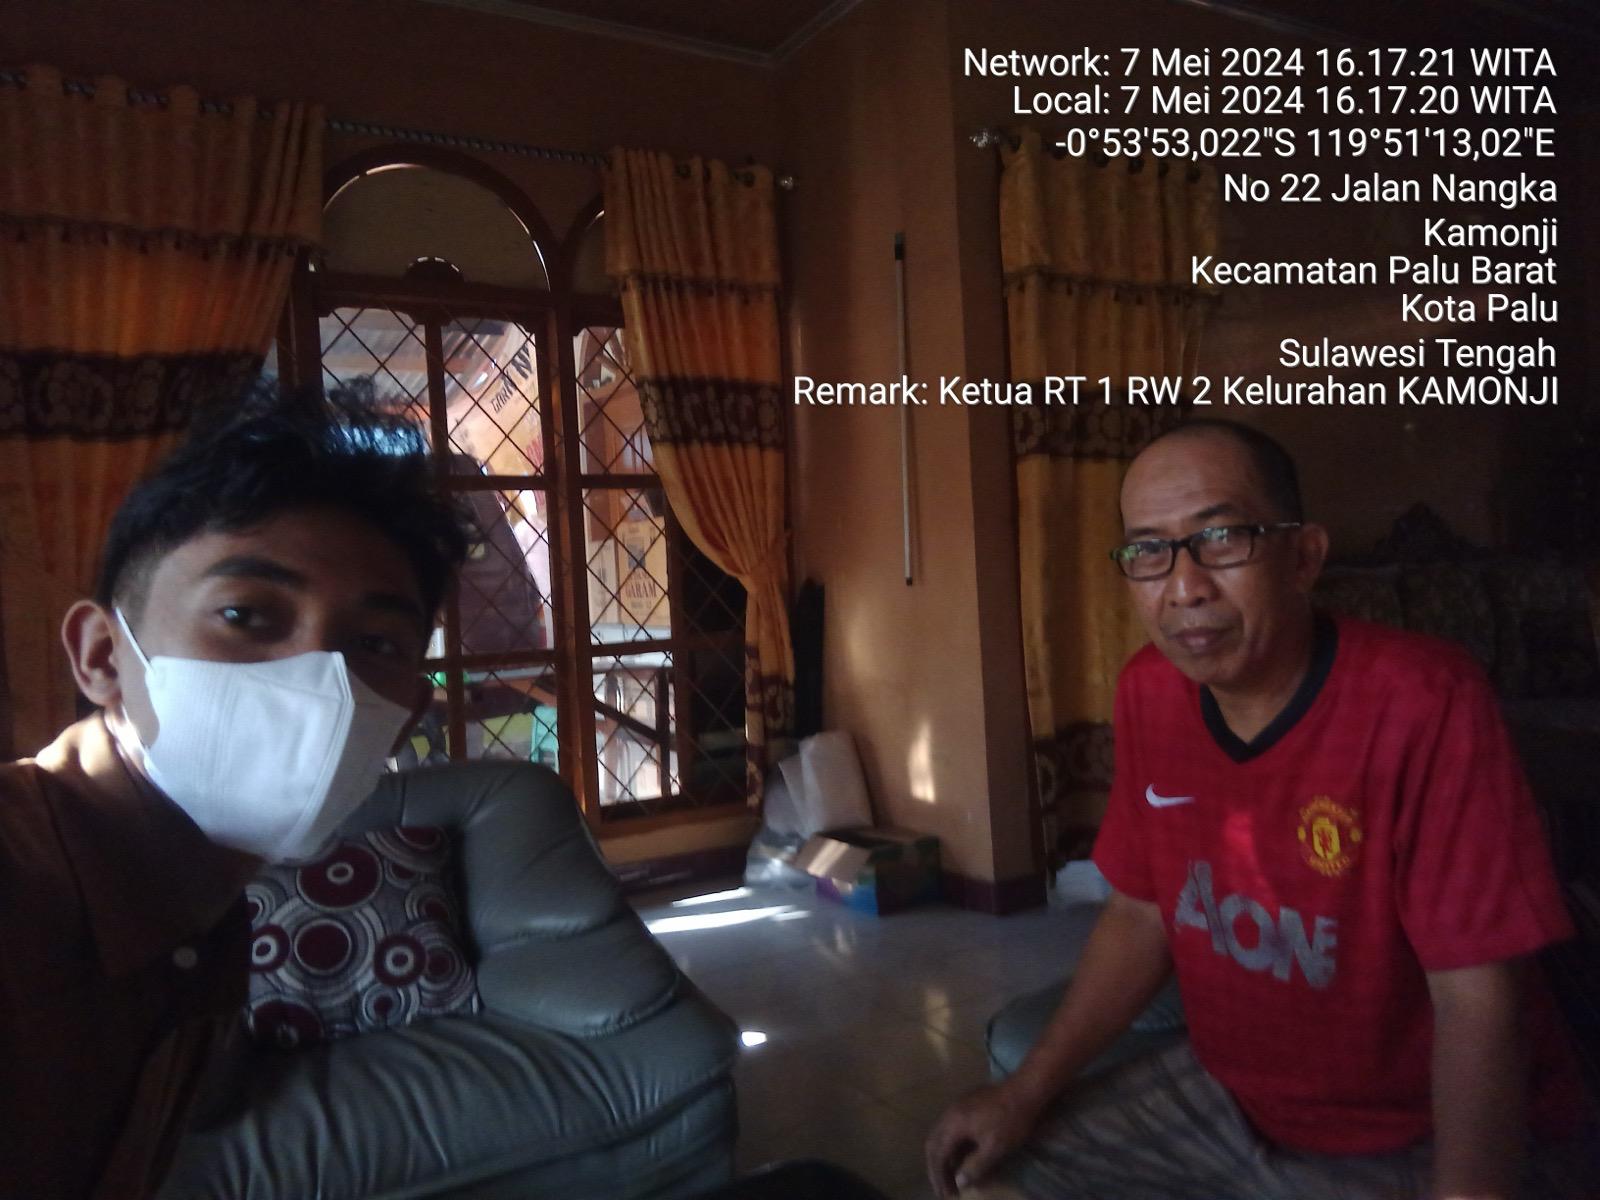 Network: 7 Mei 2024 16.17.21 WITA
Local: 7 Mei 2024 16.17.20 WITA
-0°53'53,022"S 119°51'13,02"E
No 22 Jalan Nangka
Kamonji
Kecamatan Palu Barat
Kota Palu
Sulawesi Tengah
Remark: Ketua RT 1 RW 2 Kelurahan KAMONJI
GARAM
AON
UNITED